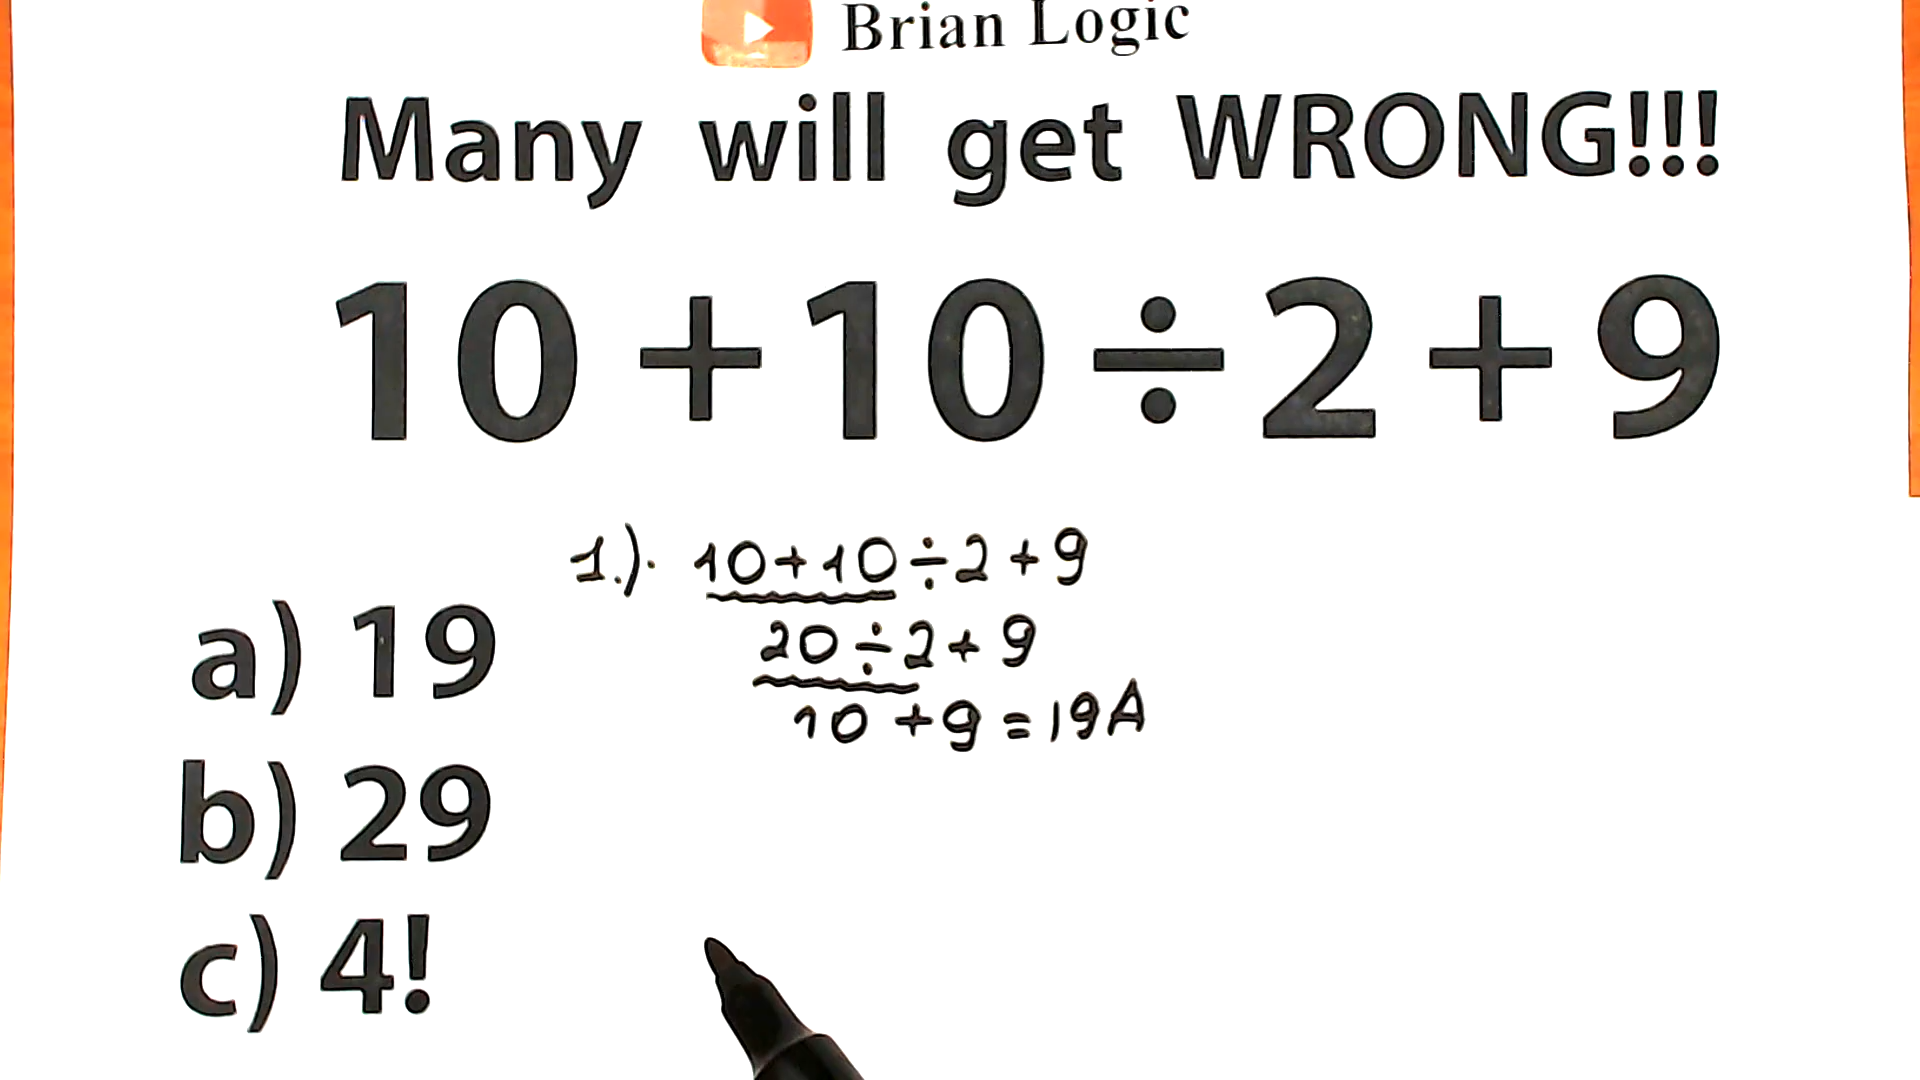 Brian Logic
Many will get WRONG!!!
10+10÷2+9
1.). 10+10÷2+9
20÷2+9
10+9=19A
a) 19
b) 29
c) 4!